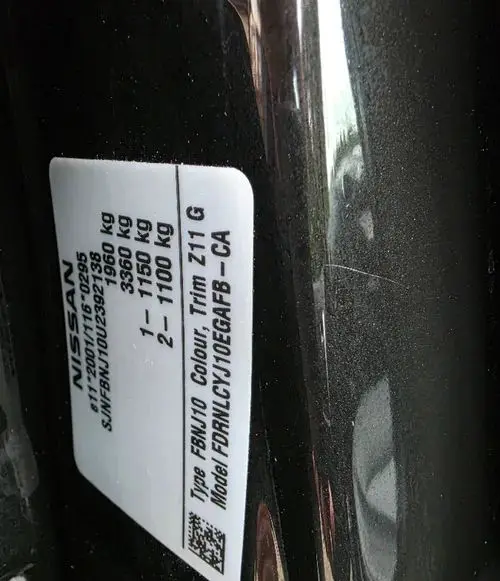 NISSAN
e11*2001/116*0295
SJNFBNJ10U2392138
1960 kg
3360 kg
1- 1150 kg
2- 1100 kg
Type FBNJ10 Colour, Trim Z11 G
Model FDRNLCYJ10EGAFB-CA